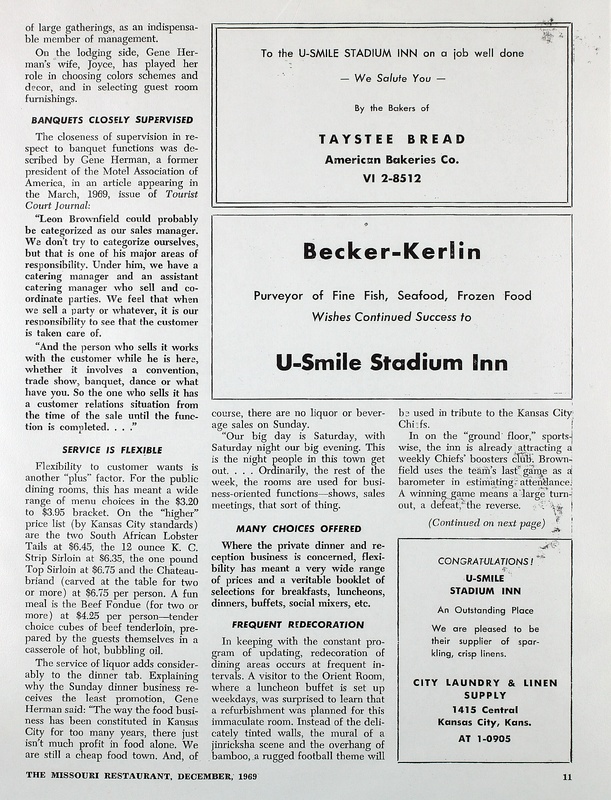 of large gatherings, as an indispensa-
ble member of management.
On the lodging side, Gene Her-
man's wife, Joyce, has played her
role in choosing colors schemes and
decor, and in selecting guest room
furnishings.
BANQUETS CLOSELY SUPERVISED
The closeness of supervision in re-
spect to banquet functions was de-
scribed by Gene Herman, a former
president of the Motel Association of
America, in an article appearing in
the March, 1969, issue of Tourist
Court Journal:
"Leon Brownfield could probably
be categorized as our sales manager.
We don't try to categorize ourselves,
but that is one of his major areas of
responsibility. Under him, we have a
catering manager and an assistant
catering manager who sell and co-
ordinate parties. We feel that when
we sell a party or whatever, it is our
responsibility to see that the customer
is taken care of.
"And the person who sells it works
with the customer while he is here,
whether it involves a convention,
trade show, banquet, dance or what
have you. So the one who sells it has
a customer relations situation from
the time of the sale until the func-
tion is completed. . . ."
SERVICE IS FLEXIBLE
Flexibility to customer wants is
another "plus" factor. For the public
dining rooms, this has meant a wide
range of menu choices in the $3.20
to $3.95 bracket. On the "higher"
price list (by Kansas City standards)
are the two South African Lobster
Tails at $6.45, the 12 ounce K. C.
Strip Sirloin at $6.35, the one pound
Top Sirloin at $6.75 and the Chateau-
briand (carved at the table for two
or more) at $6.75 per person. A fun
meal is the Beef Fondue (for two or
more) at $4.25 per person—tender
choice cubes of beef tenderloin, pre-
pared by the guests themselves in a
casserole of hot, bubbling oil.
The service of liquor adds consider-
ably to the dinner tab. Explaining
why the Sunday dinner business re-
ceives the least promotion, Gene
Herman said: "The way the food busi-
ness has been constituted in Kansas
City for too many years, there just
isn't much profit in food alone. We
are still a cheap food town. And, of
To the U-SMILE STADIUM INN on a job well done
— We Salute You —
By the Bakers of
TAYSTEE BREAD
American Bakeries Co.
VI 2-8512
Becker-Kerlin
Purveyor of Fine Fish, Seafood, Frozen Food
Wishes Continued Success to
U-Smile Stadium Inn
course, there are no liquor or bever-
age sales on Sunday.
"Our big day is Saturday, with
Saturday night our big evening. This
is the night people in this town get
out. . . . Ordinarily, the rest of the
week, the rooms are used for busi-
ness-oriented functions—shows, sales
meetings, that sort of thing.
MANY CHOICES OFFERED
Where the private dinner and re-
ception business is concerned, flexi-
bility has meant a very wide range
of prices and a veritable booklet of
selections for breakfasts, luncheons,
dinners, buffets, social mixers, etc.
FREQUENT REDECORATION
In keeping with the constant pro-
gram of updating, redecoration of
dining areas occurs at frequent in-
tervals. A visitor to the Orient Room,
where a luncheon buffet is set up
weekdays, was surprised to learn that
a refurbishment was planned for this
immaculate room. Instead of the deli-
cately tinted walls, the mural of a
jinricksha scene and the overhang of
bamboo, a rugged football theme will
be used in tribute to the Kansas City
Chiefs.
In on the "ground floor," sports-
wise, the inn is already attracting a
weekly Chiefs' boosters club. Brown-
field uses the team's last game as a
barometer in estimating attendance.
A winning game means a large turn-
out, a defeat, the reverse.
(Continued on next page)
CONGRATULATIONS!
U-SMILE
STADIUM INN
An Outstanding Place
We are pleased to be
their supplier of spar-
kling, crisp linens.
CITY LAUNDRY & LINEN
SUPPLY
1415 Central
Kansas City, Kans.
AT 1-0905
THE MISSOURI RESTAURANT, DECEMBER, 1969
11